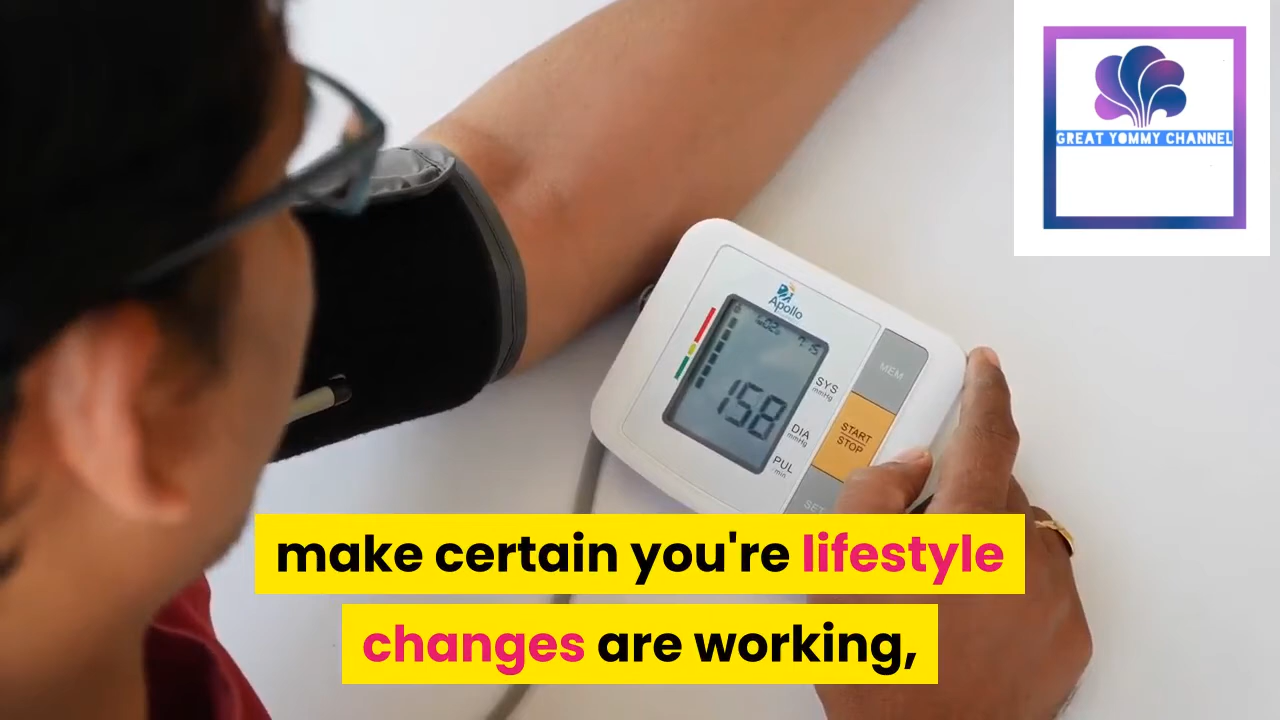 GREAT YOMMY CHANNEL
Apollo
158
SYS
mmHg
DIA
mmHg
PUL
/min
MEM
START
STOP
make certain you're lifestyle
changes are working,